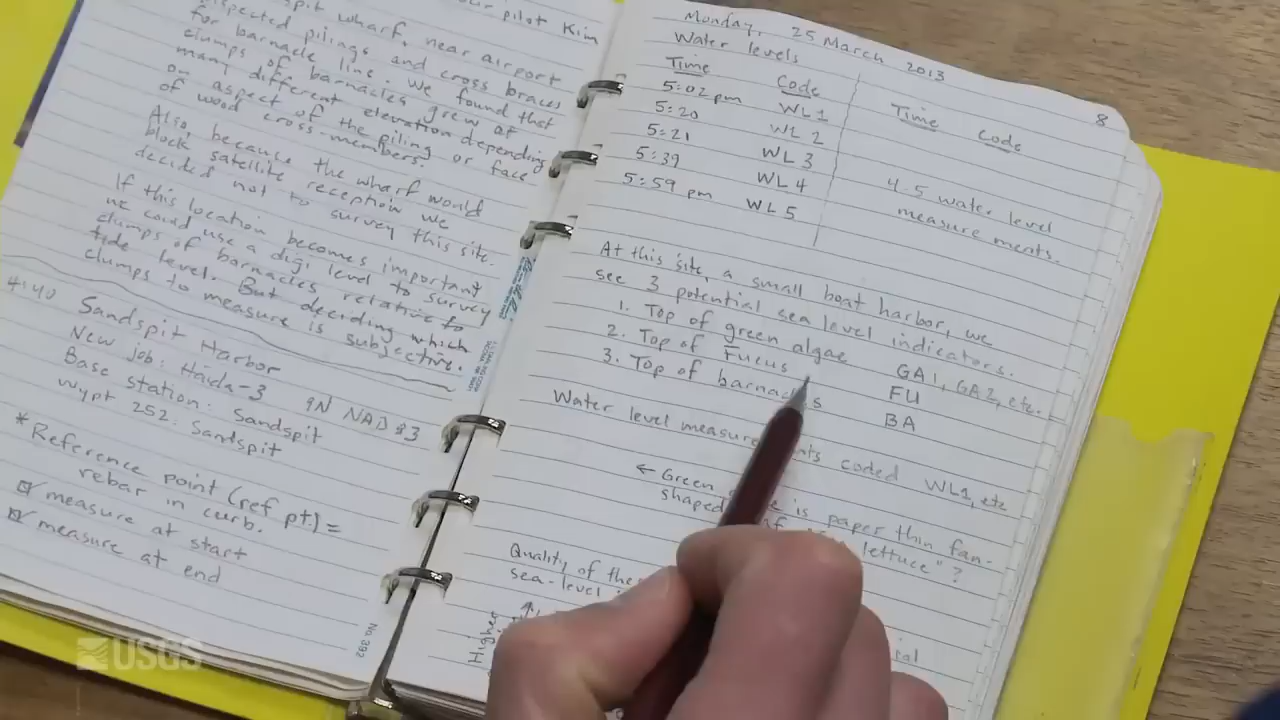 our pilot Kim
spit wharf, near airport
inspected pilings and cross braces
for barnacle line. We found that
clumps of barnacles grew at
many different elevation depending
on aspect of the piling or face
of wood cross-members.
Also, because the wharf would
block satellite reception we
decided not to survey this site.
If this location becomes important
we could use a digi level to survey
clumps of barnacles relative to
tide level. But deciding which
clumps to measure is subjective.
Sandspit Harbor
New job: Haida-3 9N NAD83
Base station: Sandspit
Wypt 252. Sandspit
*Reference point (ref pt.) =
rebar in curb.
☑ measure at start
☑ measure at end
No 392
USGS
8
Monday, 25 March 2013
Water levels
Time Code Time Code
5:02 pm WL 1
5:20 WL 2
5:21 WL 3
5:39 WL 4
5:59 pm WL 5
4-5 water level
measurements.
At this site, a small boat harbor, we
see 3 potential sea level indicators.
1. Top of green algae GA1, GA2, etc.
2. Top of Fucus FU
3. Top of barnacles BA
Water level measurements coded WL1, etc
← Green is paper thin fan-
shaped lettuce"?
Quality of the
sea-level
Higher